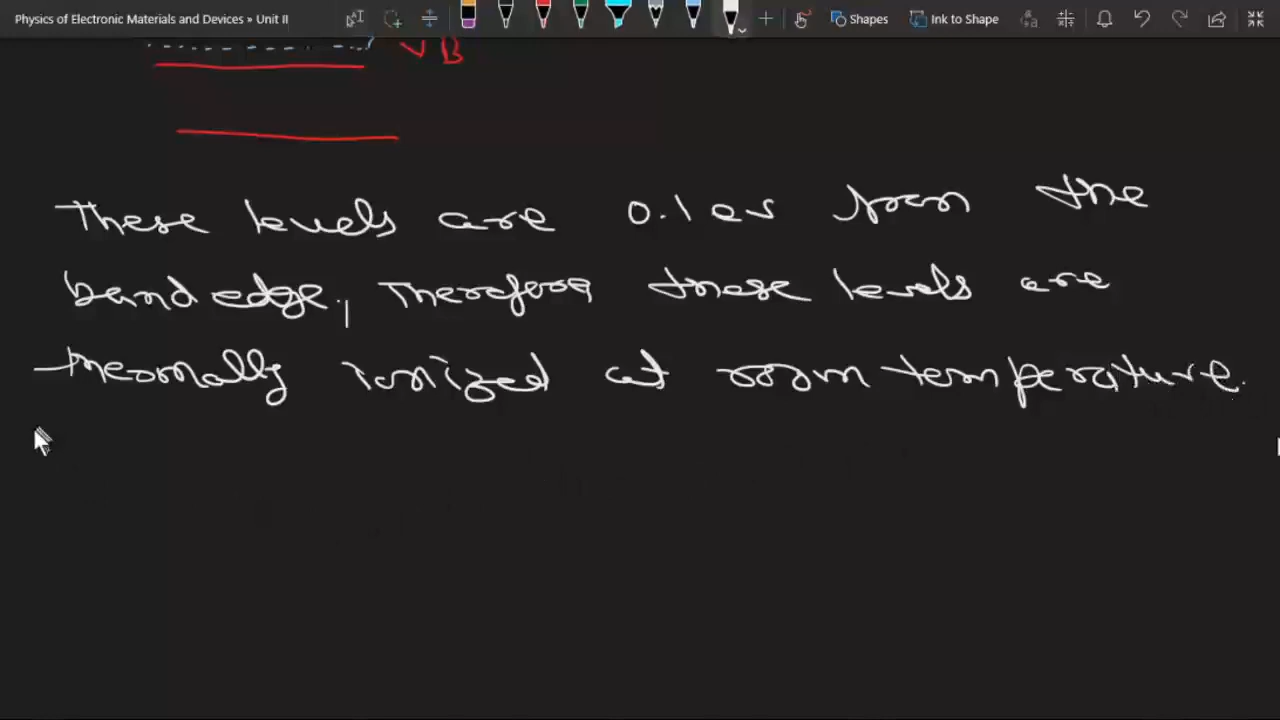 Physics of Electronic Materials and Devices » Unit II
Shapes
Ink to Shape
VB
These levels are 0.1 ev from the
band edge, Therefore these levels are
thermally ionized at room temperature.